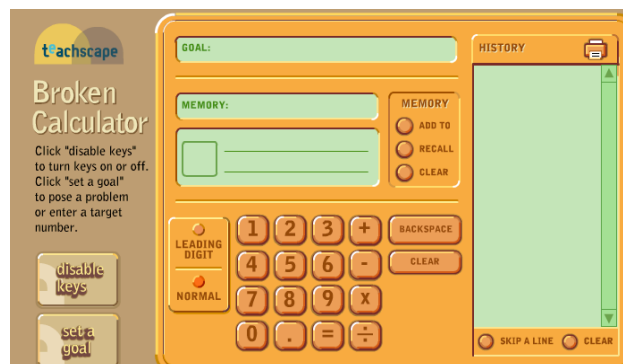 teachscape
Broken
Calculator
Click "disable keys"
to turn keys on or off.
Click "set a goal"
to pose a problem
or enter a target
number.
disable
keys
set a
goal
GOAL:
MEMORY:
MEMORY
ADD TO
RECALL
CLEAR
LEADING
DIGIT
NORMAL
1 2 3 + BACKSPACE
4 5 6 - CLEAR
7 8 9 x
0 . = ÷
HISTORY
SKIP A LINE CLEAR